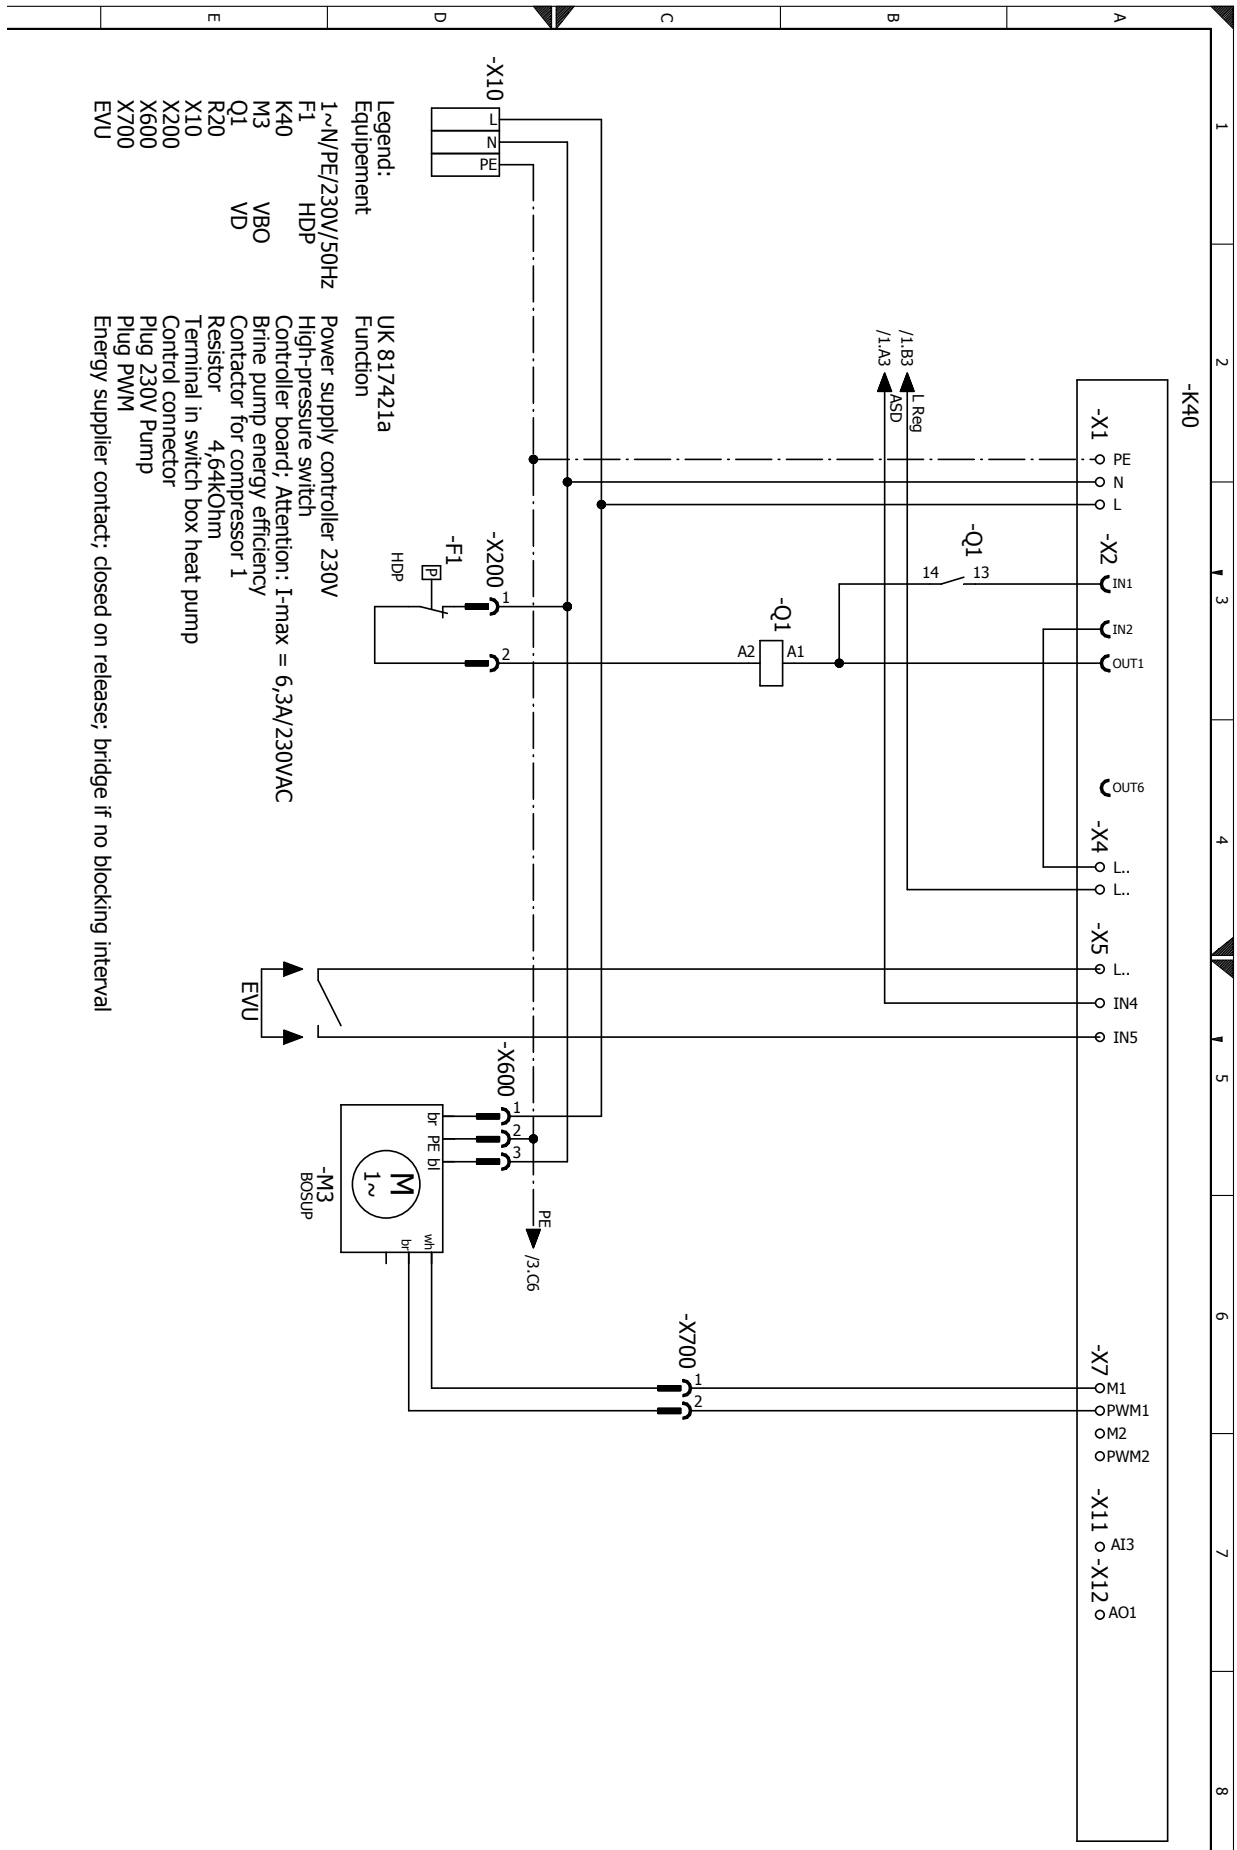 1 2 3 4 5 6 7 8
A
B
C
D
E
-K40
-X1
PE
N
L
-X2
IN1
IN2
OUT1
OUT6
-X4
L..
L..
-X5
L..
IN4
IN5
-X7
M1
PWM1
M2
PWM2
-X11
AI3
-X12
AO1
/1.B3
L Reg
/1.A3
ASD
-Q1
13
14
-Q1
A1
A2
-X700
1
2
-X10
L
N
PE
-X200
1
2
-F1
P
HDP
-X600
1
2
3
br
PE
bl
M
1~
wh
br
-M3
BOSUP
PE
/3.C6
EVU
Legend: UK 817421a
Equipement Function
1~N/PE/230V/50Hz Power supply controller 230V
F1 HDP High-pressure switch
K40 Controller board; Attention: I-max = 6,3A/230VAC
M3 VBO Brine pump energy efficiency
Q1 VD Contactor for compressor 1
R20 Resistor 4,64kOhm
X10 Terminal in switch box heat pump
X200 Control connector
X600 Plug 230V Pump
X700 Plug PWM
EVU Energy supplier contact; closed on release; bridge if no blocking interval